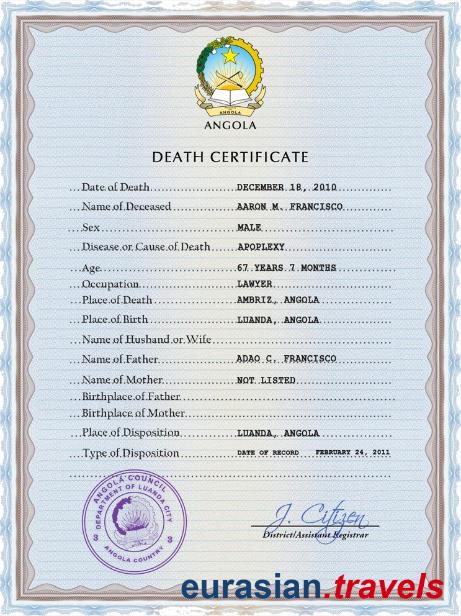 ANGOLA
ANGOLA
DEATH CERTIFICATE
Date of Death DECEMBER 18, 2010
Name of Deceased AARON M. FRANCISCO
Sex MALE
Disease or Cause of Death APOPLEXY
Age 67 YEARS 7 MONTHS
Occupation LAWYER
Place of Death AMBRIZ, ANGOLA
Place of Birth LUANDA, ANGOLA
Name of Husband or Wife
Name of Father ADAO C. FRANCISCO
Name of Mother NOT LISTED
Birthplace of Father
Birthplace of Mother
Place of Disposition LUANDA, ANGOLA
Type of Disposition DATE OF RECORD FEBRUARY 24, 2011
ANGOLA COUNCIL
DEPARTMENT OF LUANDA CITY
3 3
ANGOLA COUNTRY
J. Citizen
District/Assistant Registrar
eurasian.travels